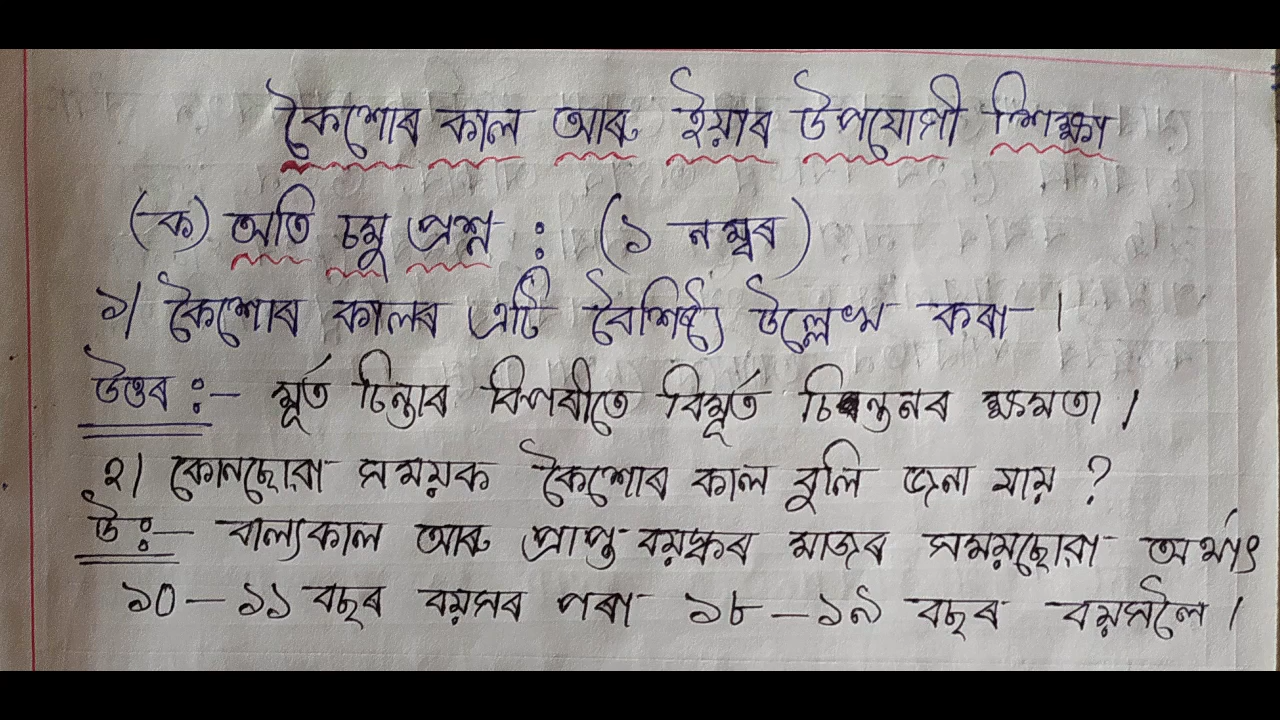 কৈশোৰ কাল আৰু ইয়াৰ উপযোগী শিক্ষা
(ক) অতি চমু প্ৰশ্ন : (১ নম্বৰ)
১/ কৈশোৰ কালৰ এটি বৈশিষ্ট্য উল্লেখ কৰা ।
উত্তৰ :- মূৰ্ত চিন্তাৰ বিপৰীতে বিমূৰ্ত চিন্তনৰ ক্ষমতা ।
২/ কোনছোৱা সময়ক কৈশোৰ কাল বুলি জনা যায় ?
উঃ- বাল্যকাল আৰু প্ৰাপ্ত বয়স্কৰ মাজৰ সময়ছোৱা অৰ্থাৎ
১০-১১ বছৰ বয়সৰ পৰা ১৮-১৯ বছৰ বয়সলৈ ।